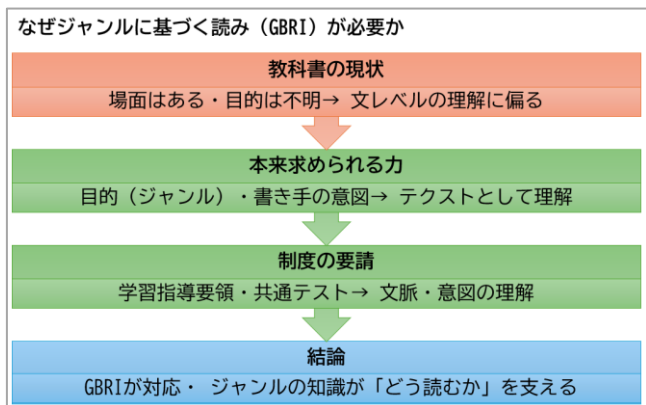 なぜジャンルに基づく読み（GBRI）が必要か
教科書の現状
場面はある・目的は不明→ 文レベルの理解に偏る
本来求められる力
目的（ジャンル）・書き手の意図→ テクストとして理解
制度の要請
学習指導要領・共通テスト→ 文脈・意図の理解
結論
GBRIが対応・ ジャンルの知識が「どう読むか」を支える